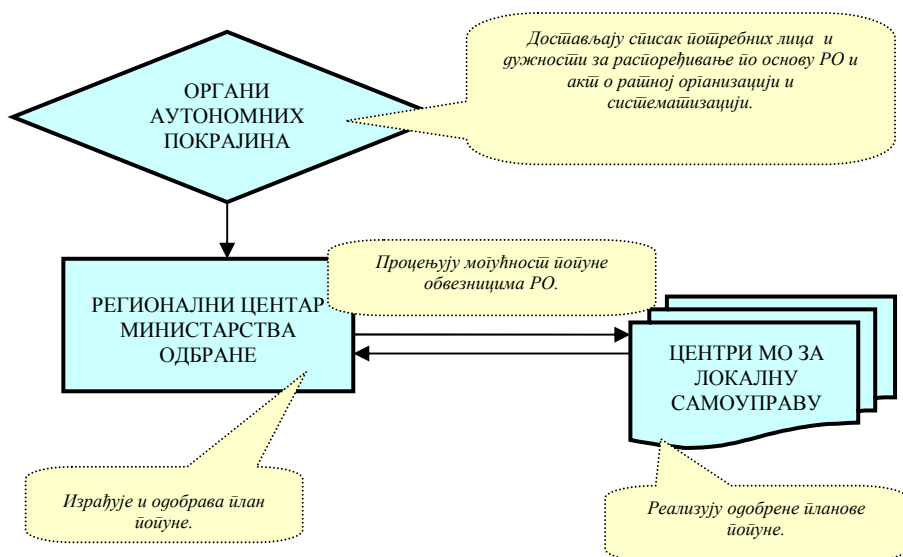 Достављају списак потребних лица и
дужности за распоређивање по основу РО и
акт о ратној организацији и
систематизацији.
ОРГАНИ
АУТОНОМНИХ
ПОКРАЈИНА
Процењују могућност попуне
обвезницима РО.
РЕГИОНАЛНИ ЦЕНТАР
МИНИСТАРСТВА
ОДБРАНЕ
ЦЕНТРИ МО ЗА
ЛОКАЛНУ
САМОУПРАВУ
Израђује и одобрава план
попуне.
Реализују одобрене планове
попуне.